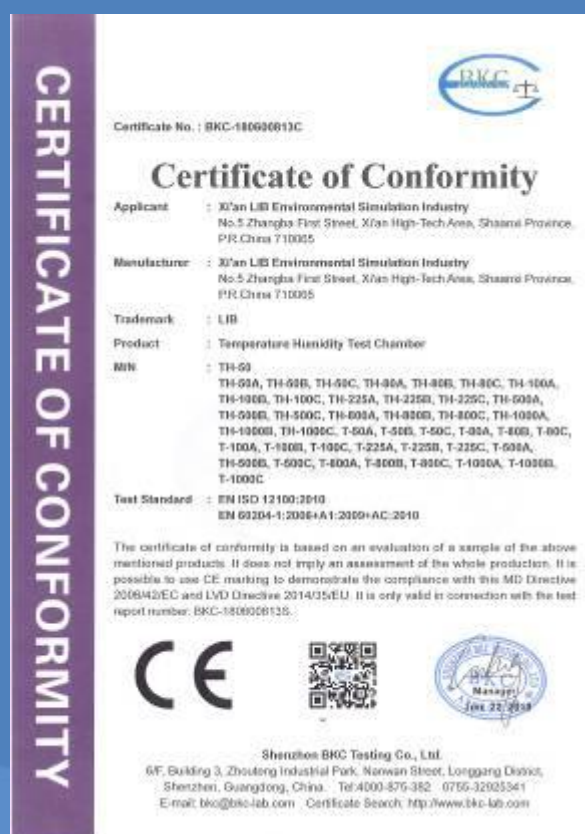 CERTIFICATE OF CONFORMITY
BKC
Certificate No. : BKC-180600813C
Certificate of Conformity
Applicant : Xi'an LIB Environmental Simulation Industry
No.5 Zhangba First Street, Xi'an High-Tech Area, Shaanxi Province,
P.R.China 710065
Manufacturer : Xi'an LIB Environmental Simulation Industry
No.5 Zhangba First Street, Xi'an High-Tech Area, Shaanxi Province,
P.R.China 710065
Trademark : LIB
Product : Temperature Humidity Test Chamber
M/N : TH-50
TH-50A, TH-50B, TH-50C, TH-80A, TH-80B, TH-80C, TH-100A,
TH-100B, TH-100C, TH-225A, TH-225B, TH-225C, TH-500A,
TH-500B, TH-500C, TH-800A, TH-800B, TH-800C, TH-1000A,
TH-1000B, TH-1000C, T-50A, T-50B, T-50C, T-80A, T-80B, T-80C,
T-100A, T-100B, T-100C, T-225A, T-225B, T-225C, T-500A,
TH-500B, T-500C, T-800A, T-800B, T-800C, T-1000A, T-1000B,
T-1000C
Test Standard : EN ISO 12100:2010
EN 60204-1:2006+A1:2009+AC:2010
The certificate of conformity is based on an evaluation of a sample of the above
mentioned products. It does not imply an assessment of the whole production. It is
possible to use CE marking to demonstrate the compliance with this MD Directive
2006/42/EC and LVD Directive 2014/35/EU. It is only valid in connection with the test
report number: BKC-180600813S.
CE
BKC
Manager
June 22, 2018
Shenzhen BKC Testing Co., Ltd.
6/F, Building 3, Zhouteng Industrial Park, Nanwan Street, Longgang District,
Shenzhen, Guangdong, China. Tel:4000-875-382 0755-32925341
E-mail: bkc@bkc-lab.com Certificate Search: http://www.bkc-lab.com